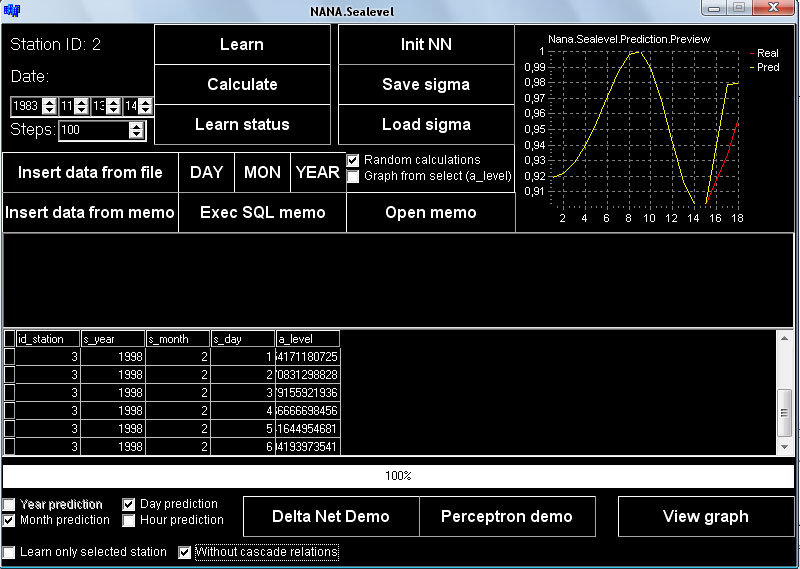 NANA.Sealevel
Station ID: 2
Learn
Init NN
Date:
Calculate
Save sigma
1983 11 13 14
Steps: 100
Learn status
Load sigma
Insert data from file
DAY
MON
YEAR
Random calculations
Graph from select (a_level)
Insert data from memo
Exec SQL memo
Open memo
Nana.Sealevel.Prediction.Preview
Real
Pred
1
0,99
0,98
0,97
0,96
0,95
0,94
0,93
0,92
0,91
2 4 6 8 10 12 14 16 18
id_station s_year s_month s_day a_level
3 1998 2 1 4171180725
3 1998 2 2 0831298828
3 1998 2 3 9155921936
3 1998 2 4 6666698456
3 1998 2 5 1644954681
3 1998 2 6 4193973541
100%
Year prediction
Day prediction
Month prediction
Hour prediction
Delta Net Demo
Perceptron demo
View graph
Learn only selected station
Without cascade relations